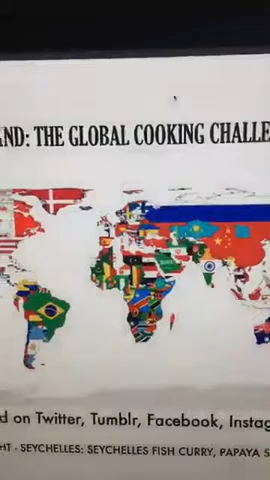 AND: THE GLOBAL COOKING CHALLE
d on Twitter, Tumblr, Facebook, Instag
HT - SEYCHELLES: SEYCHELLES FISH CURRY, PAPAYA S